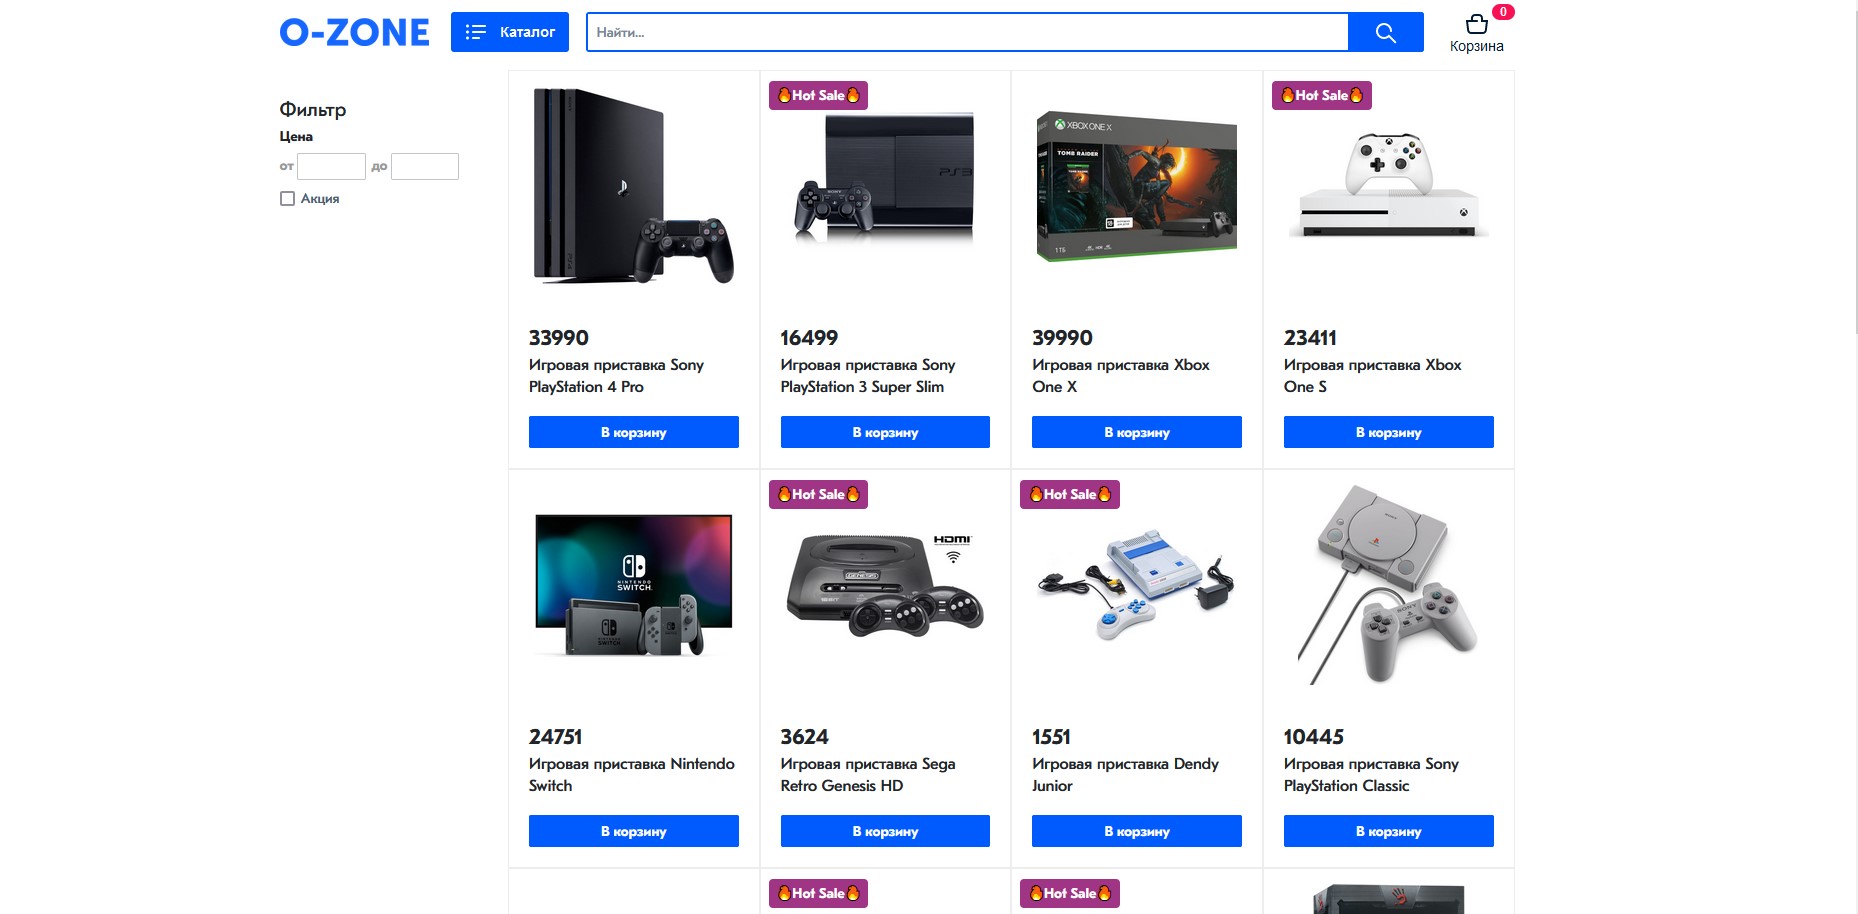 O-ZONE
Каталог
Найти...
0
Корзина
Фильтр
Цена
от до
Акция
🔥Hot Sale🔥
🔥Hot Sale🔥
PS3
XBOX ONE X
TOMB RAIDER
1TБ
33990
Игровая приставка Sony
PlayStation 4 Pro
В корзину
16499
Игровая приставка Sony
PlayStation 3 Super Slim
В корзину
39990
Игровая приставка Xbox
One X
В корзину
23411
Игровая приставка Xbox
One S
В корзину
🔥Hot Sale🔥
🔥Hot Sale🔥
NINTENDO
SWITCH
NINTENDO
SWITCH
HDMI
GENESIS
SONY
24751
Игровая приставка Nintendo
Switch
В корзину
3624
Игровая приставка Sega
Retro Genesis HD
В корзину
1551
Игровая приставка Dendy
Junior
В корзину
10445
Игровая приставка Sony
PlayStation Classic
В корзину
🔥Hot Sale🔥
🔥Hot Sale🔥